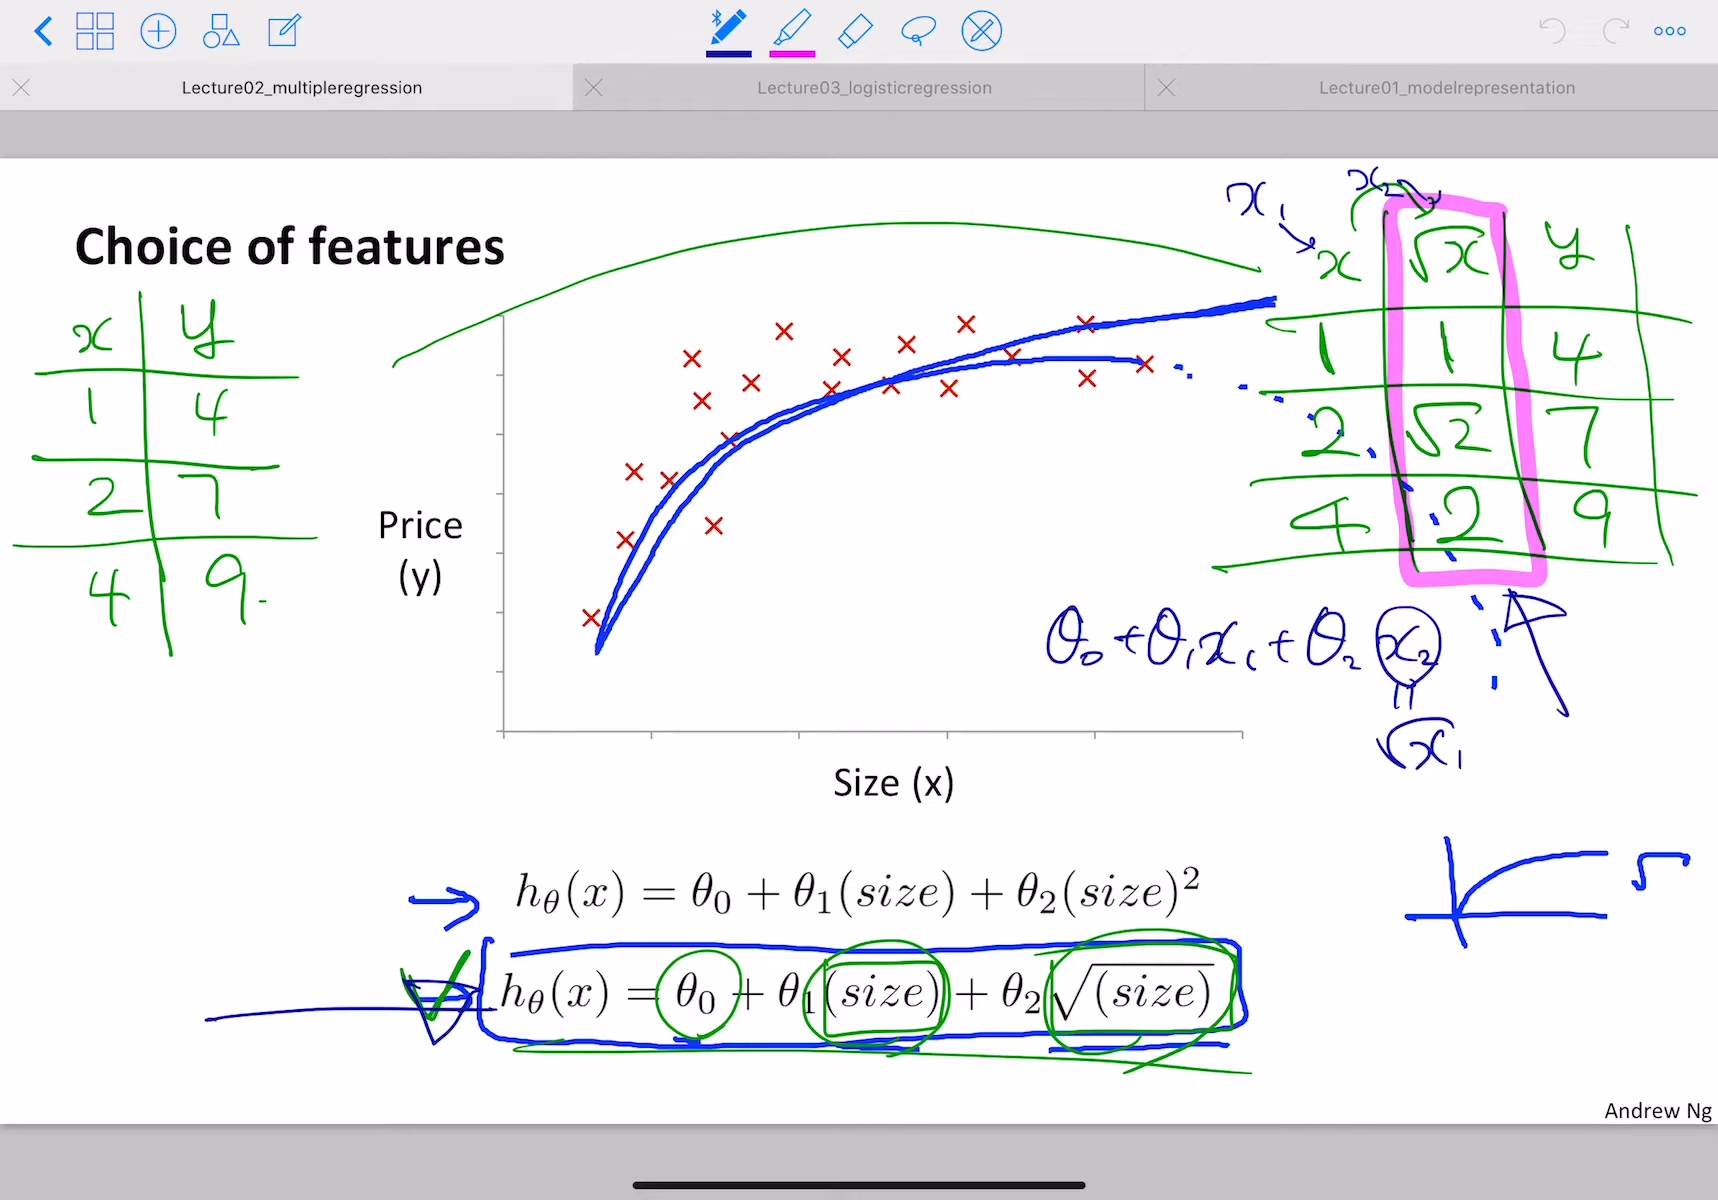 Lecture02_multipleregression
Lecture03_logisticregression
Lecture01_modelrepresentation
Choice of features
x y
1 4
2 7
4 9.
Price
(y)
Size (x)
x₁ x₂
x √x y
1 1 4
2 √2 7
4 2 9
θ₀ + θ₁x₁ + θ₂ x₂
=
√x₁
hθ(x) = θ₀ + θ₁(size) + θ₂(size)²
√
hθ(x) = θ₀ + θ₁(size) + θ₂√(size)
Andrew Ng